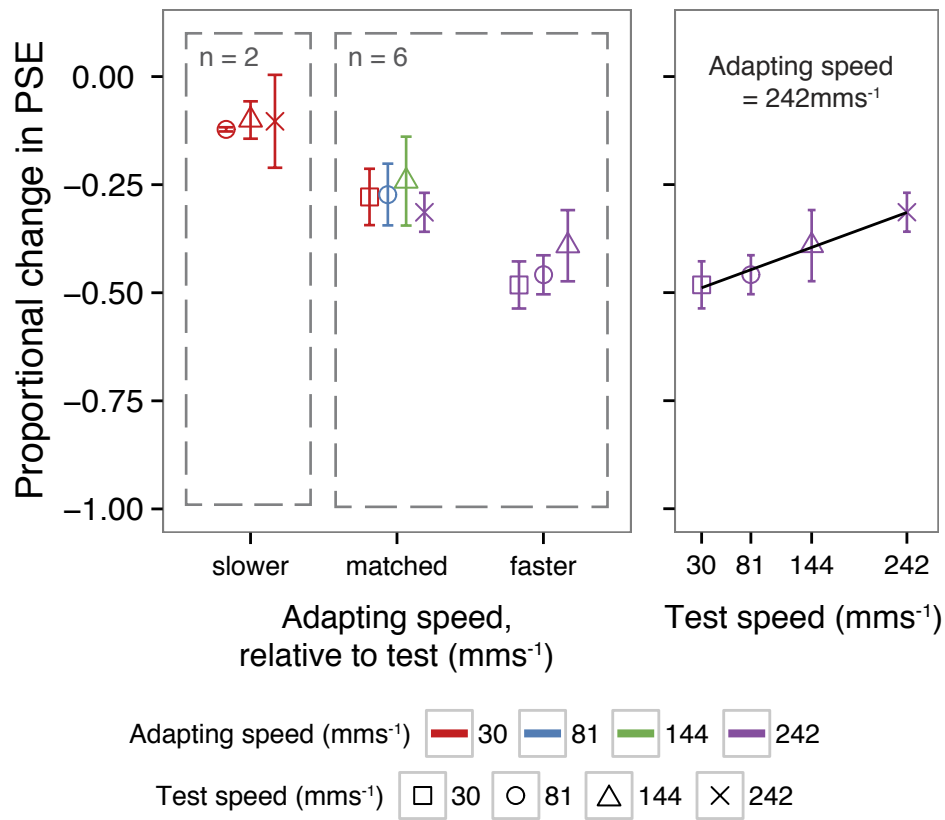 Proportional change in PSE
0.00
−0.25
−0.50
−0.75
−1.00
n = 2
n = 6
slower
matched
faster
Adapting speed,
relative to test (mms⁻¹)
Adapting speed
= 242mms⁻¹
30
81
144
242
Test speed (mms⁻¹)
Adapting speed (mms⁻¹) 30 81 144 242
Test speed (mms⁻¹) 30 81 144 242